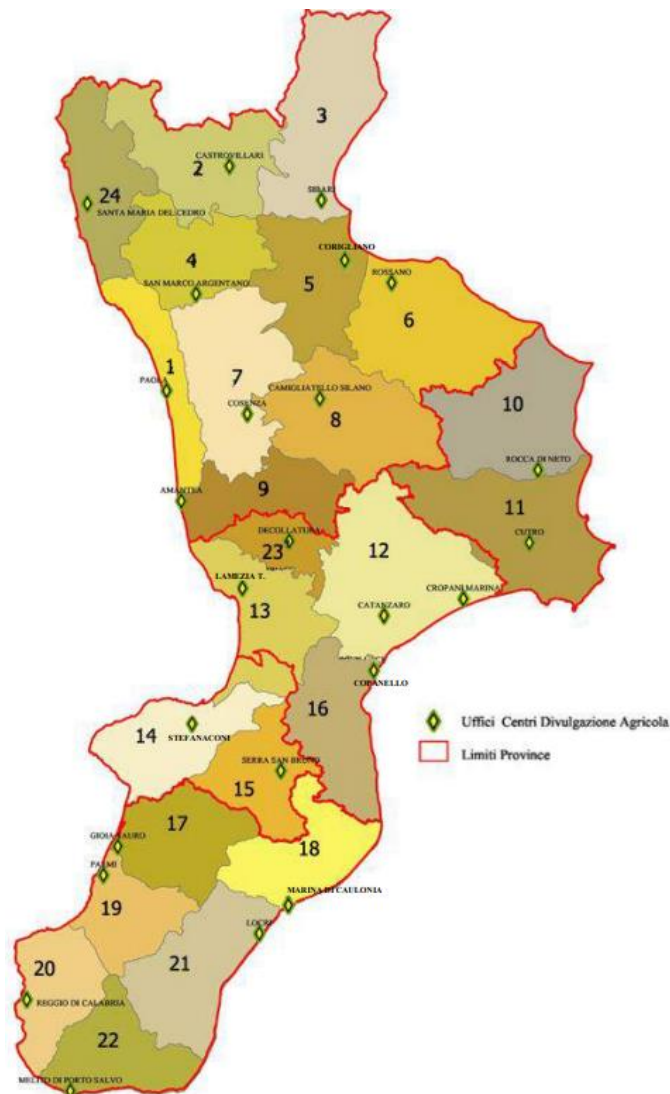 3
2
CASTROVILLARI
24
SIBARI
SANTA MARIA DEL CEDRO
4
CORIGLIANO
5
SAN MARCO ARGENTANO
ROSSANO
6
1
7
PAOLA
CAMIGLIATELLO SILANO
COSENZA
8
10
ROCCA DI NETO
9
AMANTEA
11
DECOLLATURA
23
12
CUTRO
LAMEZIA T.
13
CROPANI MARINA
CATANZARO
COPANELLO
16
14
STEFANACONI
Uffici Centri Divulgazione Agricola
Limiti Province
SERRA SAN BRUNO
15
17
GIOIA TAURO
18
PALMI
MARINA DI CAULONIA
19
LOCRI
21
20
REGGIO DI CALABRIA
22
MELITO DI PORTO SALVO